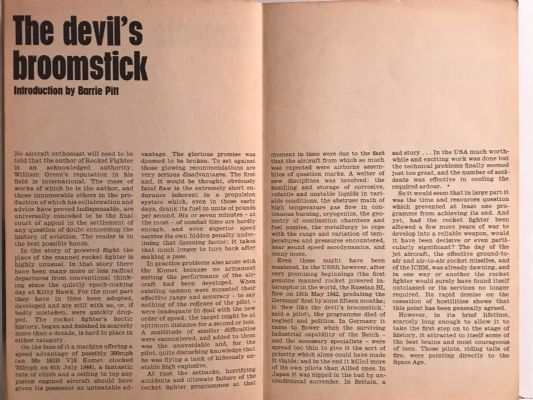 The devil's
broomstick
Introduction by Barrie Pitt
No aircraft enthusiast will need to be
told that the author of Rocket Fighter
is an acknowledged authority;
William Green's reputation in his
field is international. The mass of
works of which he is the author, and
those innumerable others in the pro-
duction of which his collaboration and
advice have proved indispensable, are
universally conceded to be the final
court of appeal in the settlement of
any question of doubt concerning the
history of aviation. The reader is in
the best possible hands.
In the story of powered flight the
place of the manned rocket fighter is
highly unusual. In that story there
have been many more or less radical
departures from conventional think-
ing since the quietly epoch-making
day at Kitty Hawk. For the most part
they have in time been adopted,
developed and are still with us, or, if
badly mistaken, were quickly drop-
ped. The rocket fighter's hectic
history, begun and finished in scarcely
more than a decade, is hard to place in
either category.
On the face of it a machine offering a
speed advantage of possibly 300mph
(an Me 163B V18 Komet clocked
702mph on 6th July 1944), a fantastic
rate of climb and a ceiling to top any
piston engined aircraft should have
given its possessor an unbeatable ad-
vantage. The glorious promise was
doomed to be broken. To set against
those glowing recommendations are
very serious disadvantages. The first
and, it would be thought, obviously
fatal flaw is the extremely short en-
durance inherent in a propulsion
system which, even in those early
days, drank its fuel in units of pounds
per second. Six or seven minutes – at
the most – of combat time are hardly
enough, and even superior speed
carries its own hidden penalty under-
lining that damning factor; it takes
that much longer to turn back after
making a pass.
In practice problems also arose with
the Komet because no armament
suiting the performance of the air-
craft had been developed. When
existing cannon were mounted their
effective range and accuracy – to say
nothing of the reflexes of the pilot –
were inadequate to deal with the new
order of speed; the target might be at
optimum distance for a second or less.
A multitude of similar difficulties
were encountered, and added to them
was the unavoidable and, for the
pilot, quite disturbing knowledge that
he was flying a tank of hideously un-
stable high explosive.
At root the setbacks, horrifying
accidents and ultimate failure of the
rocket fighter programmes at that
moment in time were due to the fact
that the aircraft from which so much
was expected were airborne assem-
blies of question marks. A welter of
new disciplines was involved: the
handling and storage of corrosive,
volatile and unstable liquids in vari-
able conditions, the abstruse math of
high temperature gas flow in con-
tinuous burning, cryogenics, the geo-
metry of combustion chambers and
fuel nozzles, the metallurgy to cope
with the range and variation of tem-
peratures and pressures encountered,
near sound speed aerodynamics, and
many more.
Even these might have been
mastered. In the USSR however, after
very promising beginnings (the first
genuine manned rocket powered in-
terceptor in the world, the Russian BI,
flew on 15th May 1942, predating the
Germans' first by some fifteen months;
'flew like the devil's broomstick,'
said a pilot, the programme died of
neglect and politics. In Germany it
came to flower when the surviving
industrial capability of the Reich –
and the necessary specialists – were
spread too thin to give it the sort of
priority which alone could have made
it viable; and in the end it killed more
of its own pilots than Allied ones. In
Japan it was nipped in the bud by un-
conditional surrender. In Britain, a
sad story . . . In the USA much worth-
while and exciting work was done but
the technical problems finally seemed
just too great, and the number of acci-
dents was effective in cooling the
required ardour.
So it would seem that in large part it
was the time and resources question
which prevented at least one pro-
gramme from achieving its end. And
yet, had the rocket fighter been
allowed a few more years of war to
develop into a reliable weapon, would
it have been decisive or even parti-
cularly significant? The day of the
jet aircraft, the effective ground-to-
air and air-to-air rocket missiles, and
of the ICBM, was already dawning, and
in one way or another the rocket
fighter would surely have found itself
outclassed or its services no longer
required. Its rapid demise on the
cessation of hostilities shows that
this point has been generally agreed.
However, in its brief lifetime,
scarcely long enough to allow it to
take the first step on to the stage of
history, it attracted to itself some of
the best brains and most courageous
of men. Those pilots, riding tails of
fire, were pointing directly to the
Space Age.